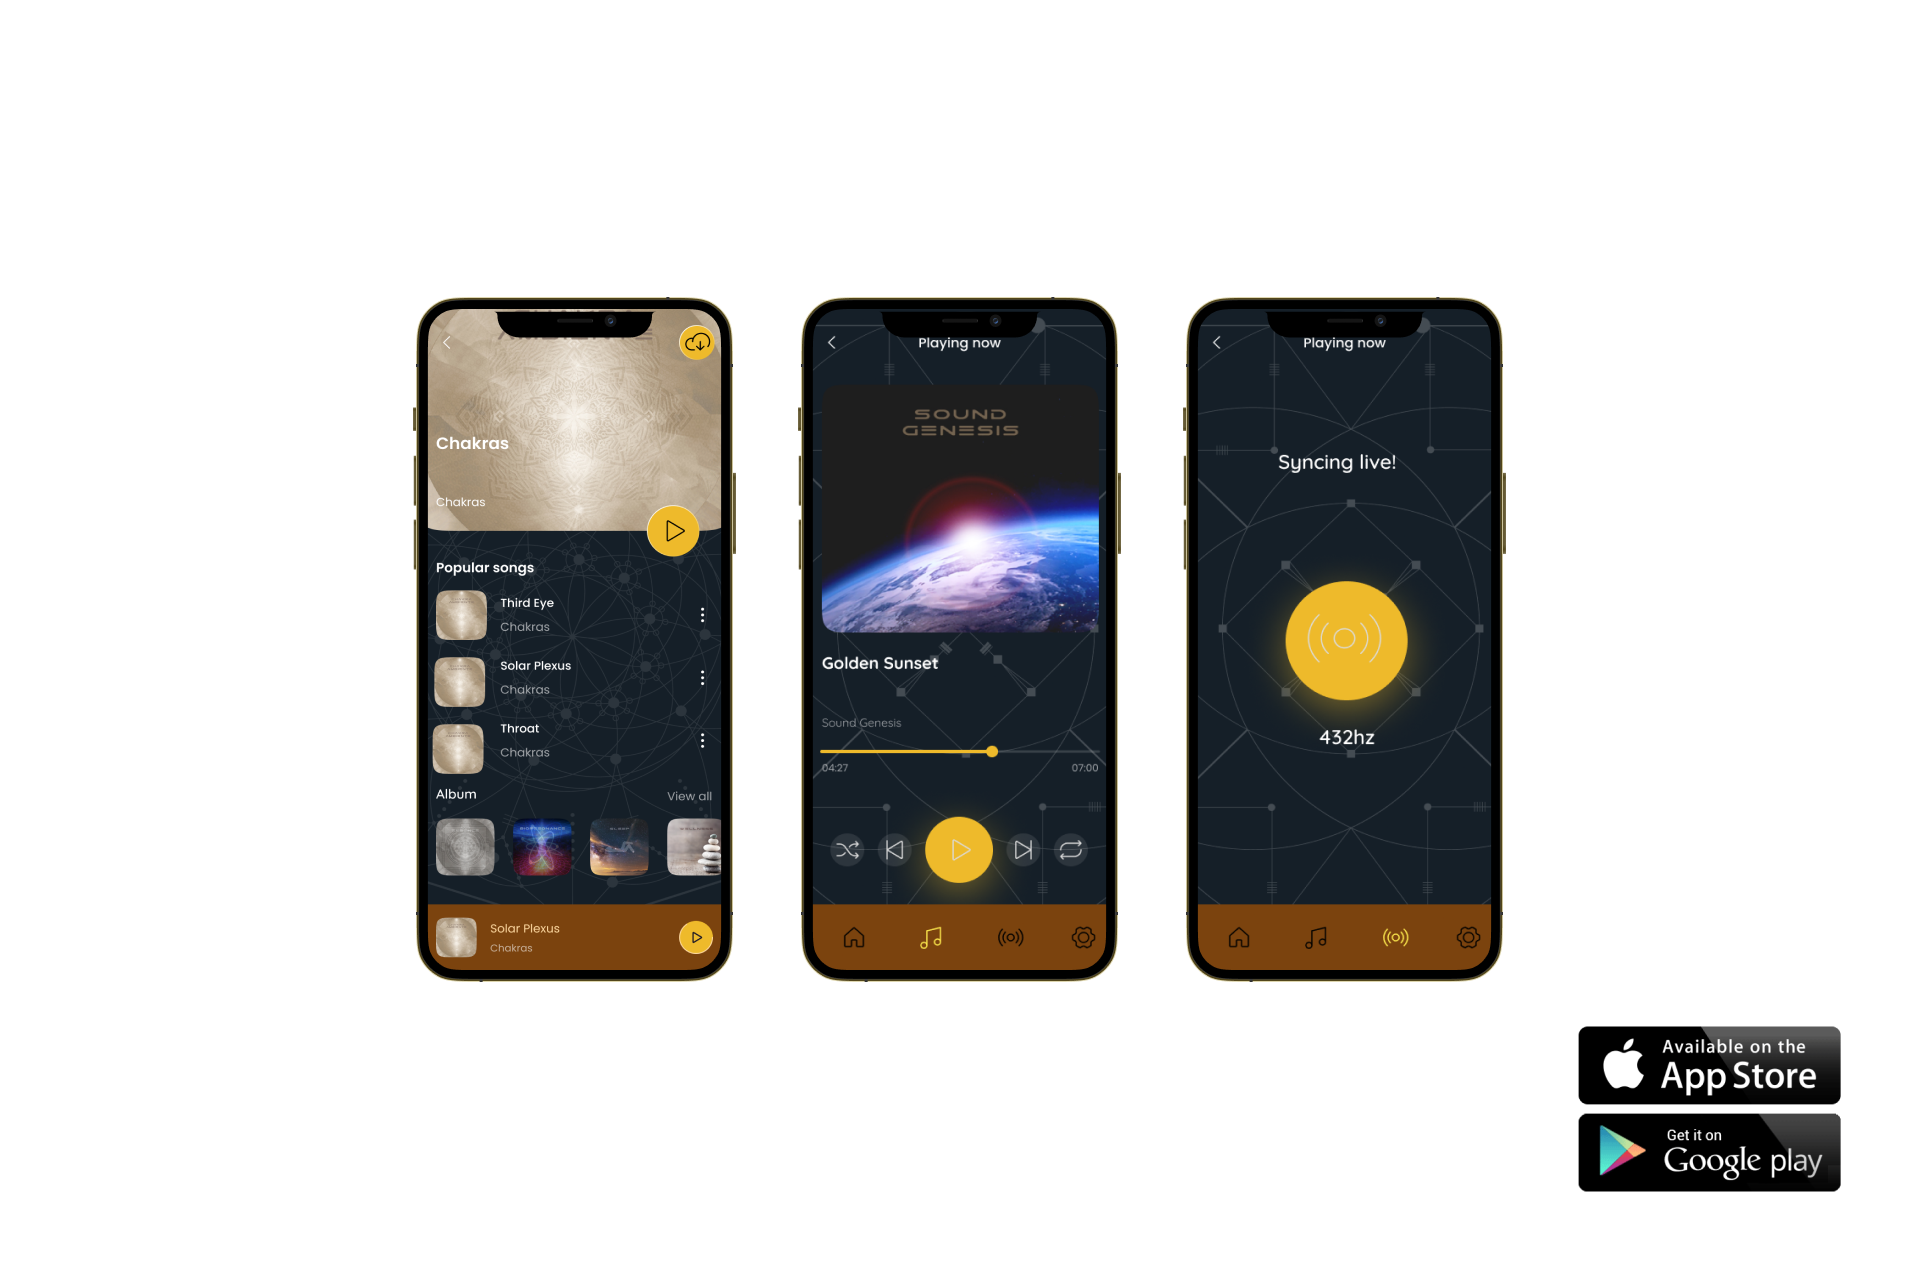 Chakras
Chakras
Popular songs
Third Eye
Chakras
Solar Plexus
Chakras
Throat
Chakras
Album
View all
BIORESONANCE
SLEEP
Solar Plexus
Chakras
Playing now
SOUND
GENESIS
Golden Sunset
Sound Genesis
04:27
07:00
Playing now
Syncing live!
432hz
Available on the
App Store
Get it on
Google play